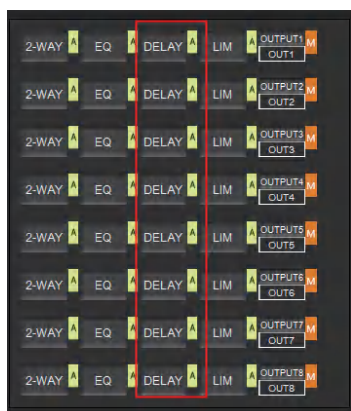 2-WAY A EQ A DELAY A LIM A OUTPUT1 M
OUT1
2-WAY A EQ A DELAY A LIM A OUTPUT2 M
OUT2
2-WAY A EQ A DELAY A LIM A OUTPUT3 M
OUT3
2-WAY A EQ A DELAY A LIM A OUTPUT4 M
OUT4
2-WAY A EQ A DELAY A LIM A OUTPUT5 M
OUT5
2-WAY A EQ A DELAY A LIM A OUTPUT6 M
OUT6
2-WAY A EQ A DELAY A LIM A OUTPUT7 M
OUT7
2-WAY A EQ A DELAY A LIM A OUTPUT8 M
OUT8